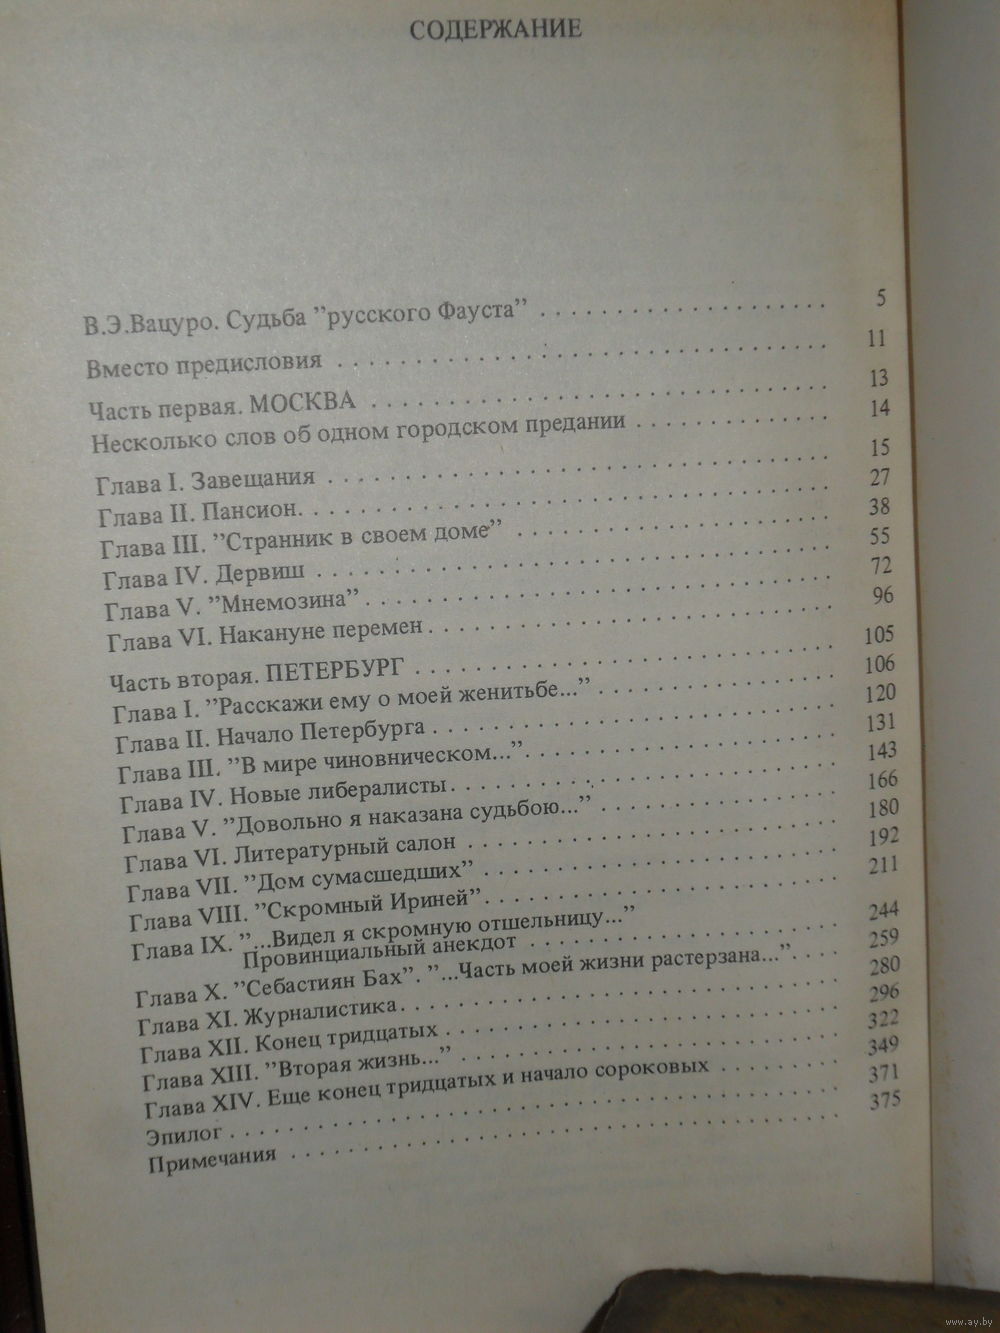 СОДЕРЖАНИЕ
В.Э.Вацуро. Судьба ”русского Фауста” . . . . . . . . . . . . . . . . . . . 5
Вместо предисловия . . . . . . . . . . . . . . . . . . . . . . . . . . . . . . . 11
Часть первая. МОСКВА . . . . . . . . . . . . . . . . . . . . . . . . . . . . . 13
Несколько слов об одном городском предании . . . . . . . . . . . . . 14
Глава I. Завещания . . . . . . . . . . . . . . . . . . . . . . . . . . . . . . . . 15
Глава II. Пансион. . . . . . . . . . . . . . . . . . . . . . . . . . . . . . . . . . 27
Глава III. ”Странник в своем доме” . . . . . . . . . . . . . . . . . . . . 38
Глава IV. Дервиш . . . . . . . . . . . . . . . . . . . . . . . . . . . . . . . . . 55
Глава V. ”Мнемозина” . . . . . . . . . . . . . . . . . . . . . . . . . . . . . . 72
Глава VI. Накануне перемен . . . . . . . . . . . . . . . . . . . . . . . . . . 96
Часть вторая. ПЕТЕРБУРГ . . . . . . . . . . . . . . . . . . . . . . . . . . . 105
Глава I. ”Расскажи ему о моей женитьбе...” . . . . . . . . . . . . . . . 106
Глава II. Начало Петербурга . . . . . . . . . . . . . . . . . . . . . . . . . . 120
Глава III. ”В мире чиновническом...”. . . . . . . . . . . . . . . . . . . . 131
Глава IV. Новые либералисты. . . . . . . . . . . . . . . . . . . . . . . . . 143
Глава V. ”Довольно я наказана судьбою...” . . . . . . . . . . . . . . . 166
Глава VI. Литературный салон . . . . . . . . . . . . . . . . . . . . . . . . 180
Глава VII. ”Дом сумасшедших” . . . . . . . . . . . . . . . . . . . . . . . 192
Глава VIII. ”Скромный Ириней”. . . . . . . . . . . . . . . . . . . . . . . 211
Глава IX. ”...Видел я скромную отшельницу...”
Провинциальный анекдот . . . . . . . . . . . . . . . . . . . . 244
Глава X. ”Себастиян Бах”. ”...Часть моей жизни растерзана...”. . . . 259
Глава XI. Журналистика. . . . . . . . . . . . . . . . . . . . . . . . . . . . . 280
Глава XII. Конец тридцатых . . . . . . . . . . . . . . . . . . . . . . . . . 296
Глава XIII. ”Вторая жизнь...” . . . . . . . . . . . . . . . . . . . . . . . . 322
Глава XIV. Еще конец тридцатых и начало сороковых . . . . . . . . 349
Эпилог . . . . . . . . . . . . . . . . . . . . . . . . . . . . . . . . . . . . . . . 371
Примечания . . . . . . . . . . . . . . . . . . . . . . . . . . . . . . . . . . . 375
www.ay.by